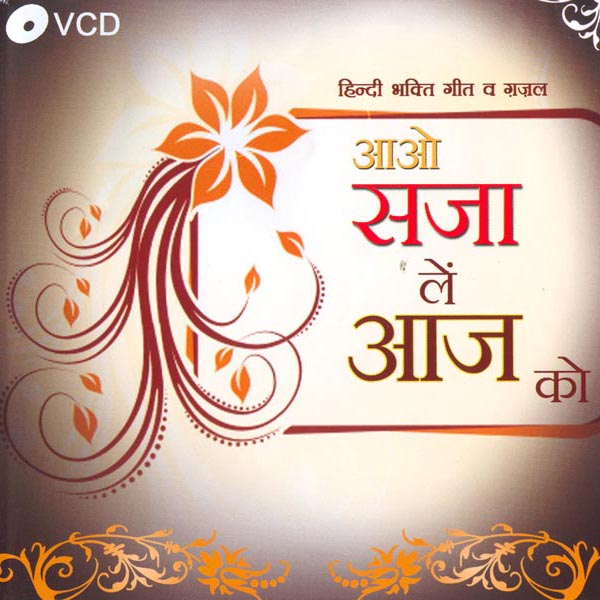 VCD
हिन्दी भक्ति गीत व ग़ज़ल
आओ
सजा
लें
आज को